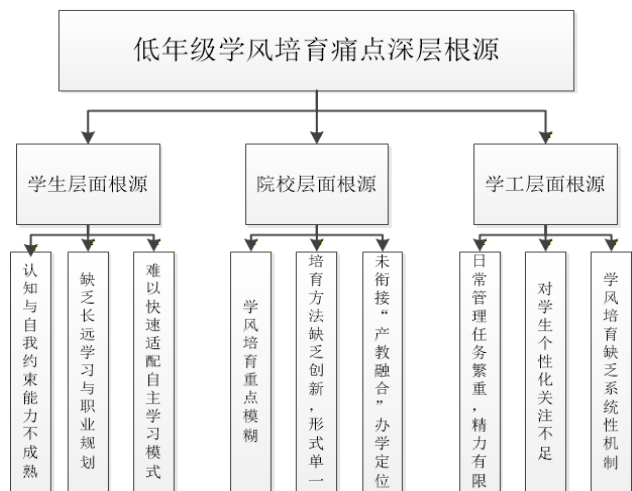 低年级学风培育痛点深层根源
学生层面根源
院校层面根源
学工层面根源
认知与自我约束能力不成熟
缺乏长远学习与职业规划
难以快速适配自主学习模式
学风培育重点模糊
培育方法缺乏创新,形式单一
未衔接“产教融合”办学定位
日常管理任务繁重,精力有限
对学生个性化关注不足
学风培育缺乏系统性机制